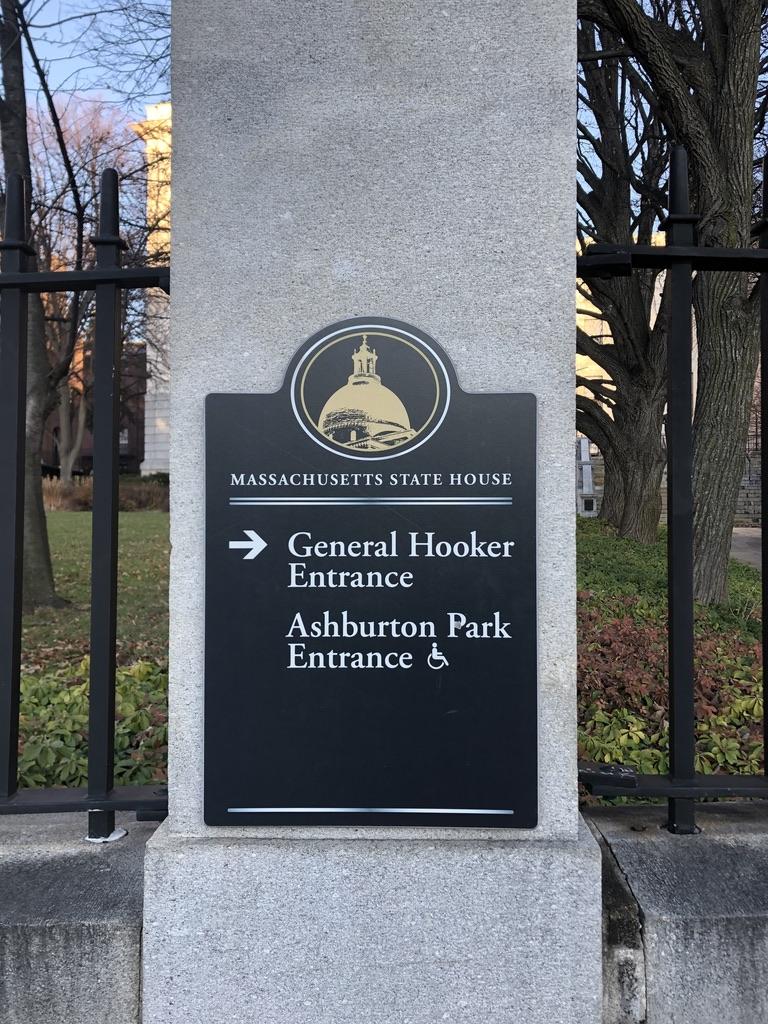 MASSACHUSETTS STATE HOUSE
General Hooker
Entrance
Ashburton Park
Entrance